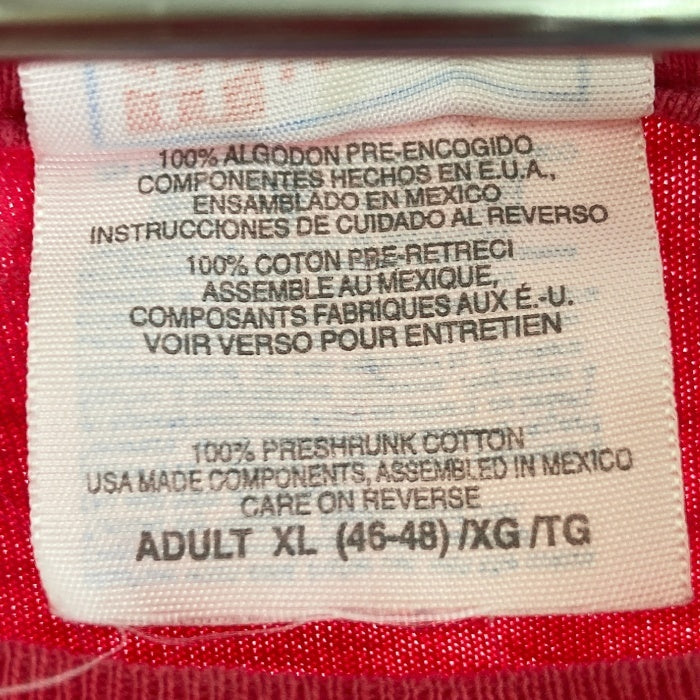 100% ALGODON PRE-ENCOGIDO
COMPONENTES HECHOS EN E.U.A.,
ENSAMBLADO EN MEXICO
INSTRUCCIONES DE CUIDADO AL REVERSO
100% COTON PRE-RETRECI
ASSEMBLE AU MEXIQUE,
COMPOSANTS FABRIQUES AUX É.-U.
VOIR VERSO POUR ENTRETIEN
100% PRESHRUNK COTTON
USA MADE COMPONENTS, ASSEMBLED IN MEXICO
CARE ON REVERSE
ADULT XL (46-48) /XG /TG